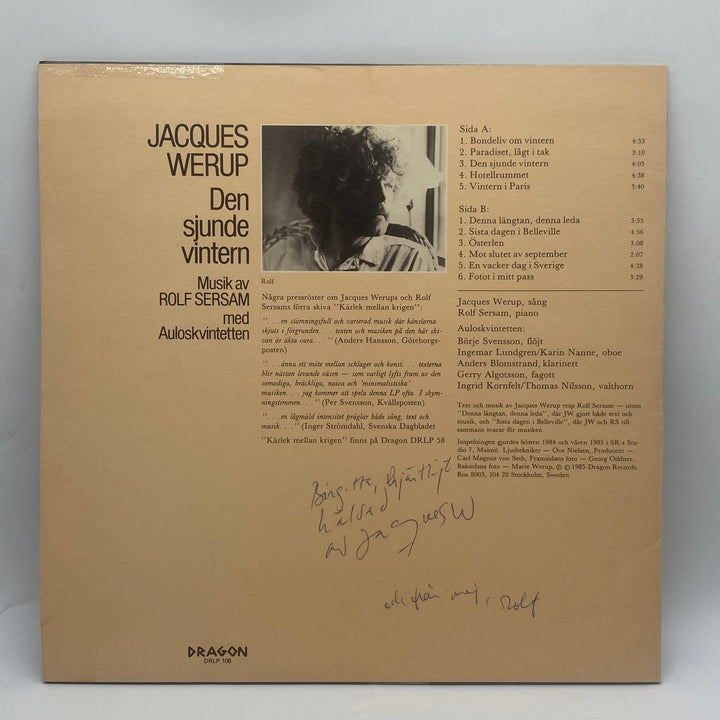 JACQUES
WERUP
Den
sjunde
vintern
Musik av
ROLF SERSAM
med
Auloskvintetten
Rolf
Några pressröster om Jacques Werups och Rolf
Sersams förra skiva "Kärlek mellan krigen":
". . .en stämningsfull och varierad musik där känslorna
skjuts i förgrunden. . . texten och musiken på den här ski-
van är äkta vara. . ." (Anders Hansson, Göteborgs-
posten)
". . .ännu ett möte mellan schlager och konst. . . texterna
blir nästan levande väsen — som varligt lyfts fram av den
vemodiga, bräckliga, naiva och 'minimalistiska'
musiken. . . jag kommer att spela denna LP ofta. I skym-
ningstimmen. . ." (Per Svensson, Kvällsposten)
". . .en lågmäld intensitet präglar både sång, text och
musik. . ." (Inger Strömdahl, Svenska Dagbladet
"Kärlek mellan krigen" finns på Dragon DRLP 58
Sida A:
1. Bondeliv om vintern 4:53
2. Paradiset, lågt i tak 3:10
3. Den sjunde vintern 4:05
4. Hotellrummet 4:38
5. Vintern i Paris 3:40
Sida B:
1. Denna längtan, denna leda 3:55
2. Sista dagen i Belleville 4:56
3. Österlen 3:08
4. Mot slutet av september 2:07
5. En vacker dag i Sverige 4:28
6. Fotot i mitt pass 3:29
Jacques Werup, sång
Rolf Sersam, piano
Auloskvintetten:
Börje Svensson, flöjt
Ingemar Lundgren/Karin Nanne, oboe
Anders Blomstrand, klarinett
Gerry Algotsson, fagott
Ingrid Kornfelt/Thomas Nilsson, valthorn
Text och musik av Jacques Werup resp Rolf Sersam — utom
"Denna längtan, denna leda", där JW gjort både text och
musik, och "Sista dagen i Belleville", där JW och RS till-
sammans svarar för musiken.
Inspelningen gjordes hösten 1984 och våren 1985 i SR:s Stu-
dio 7, Malmö. Ljudtekniker — Ove Nielsen, Producent —
Carl Magnus von Seth, Framsidans foto — Georg Oddner,
Baksidans foto — Marie Werup, ℗ © 1985 Dragon Records,
Box 8003, 104 20 Stockholm, Sweden.
Birgitta, hjärtligt
hälsad
av Jacques W
och från mej, Rolf
DRAGON
DRLP 108